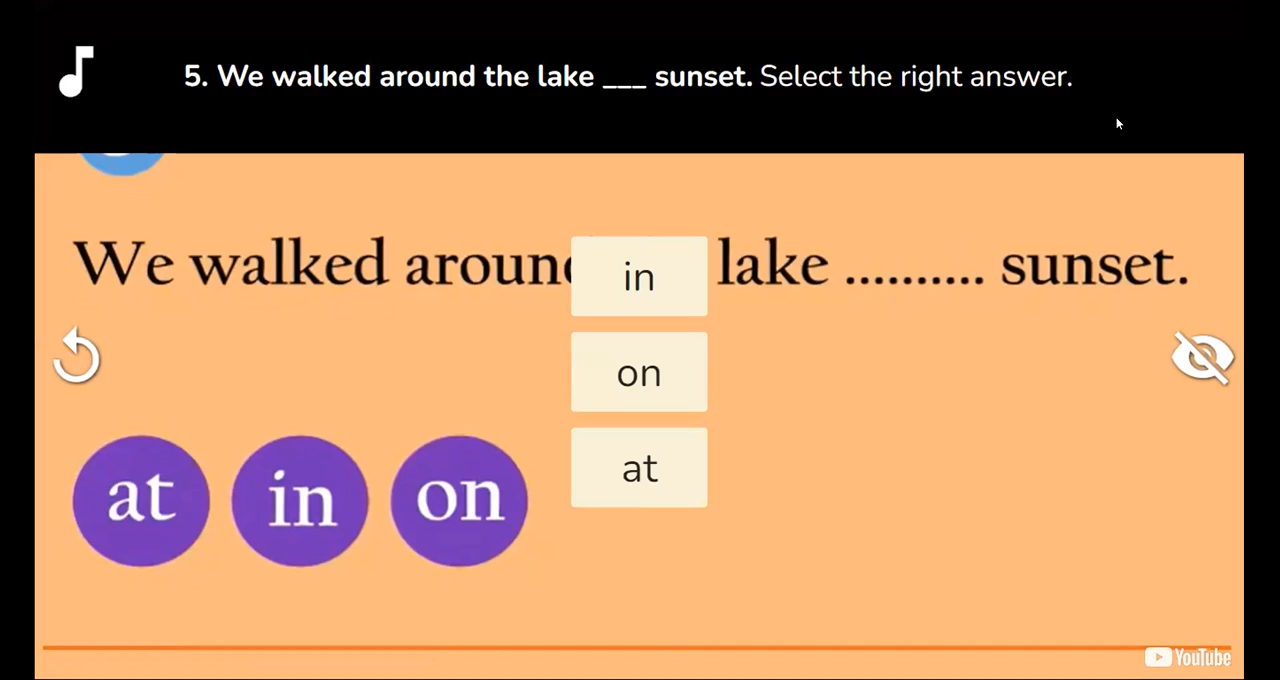 5. We walked around the lake ___ sunset. Select the right answer.
We walked aroun lake .......... sunset.
in
on
at
at in on
YouTube